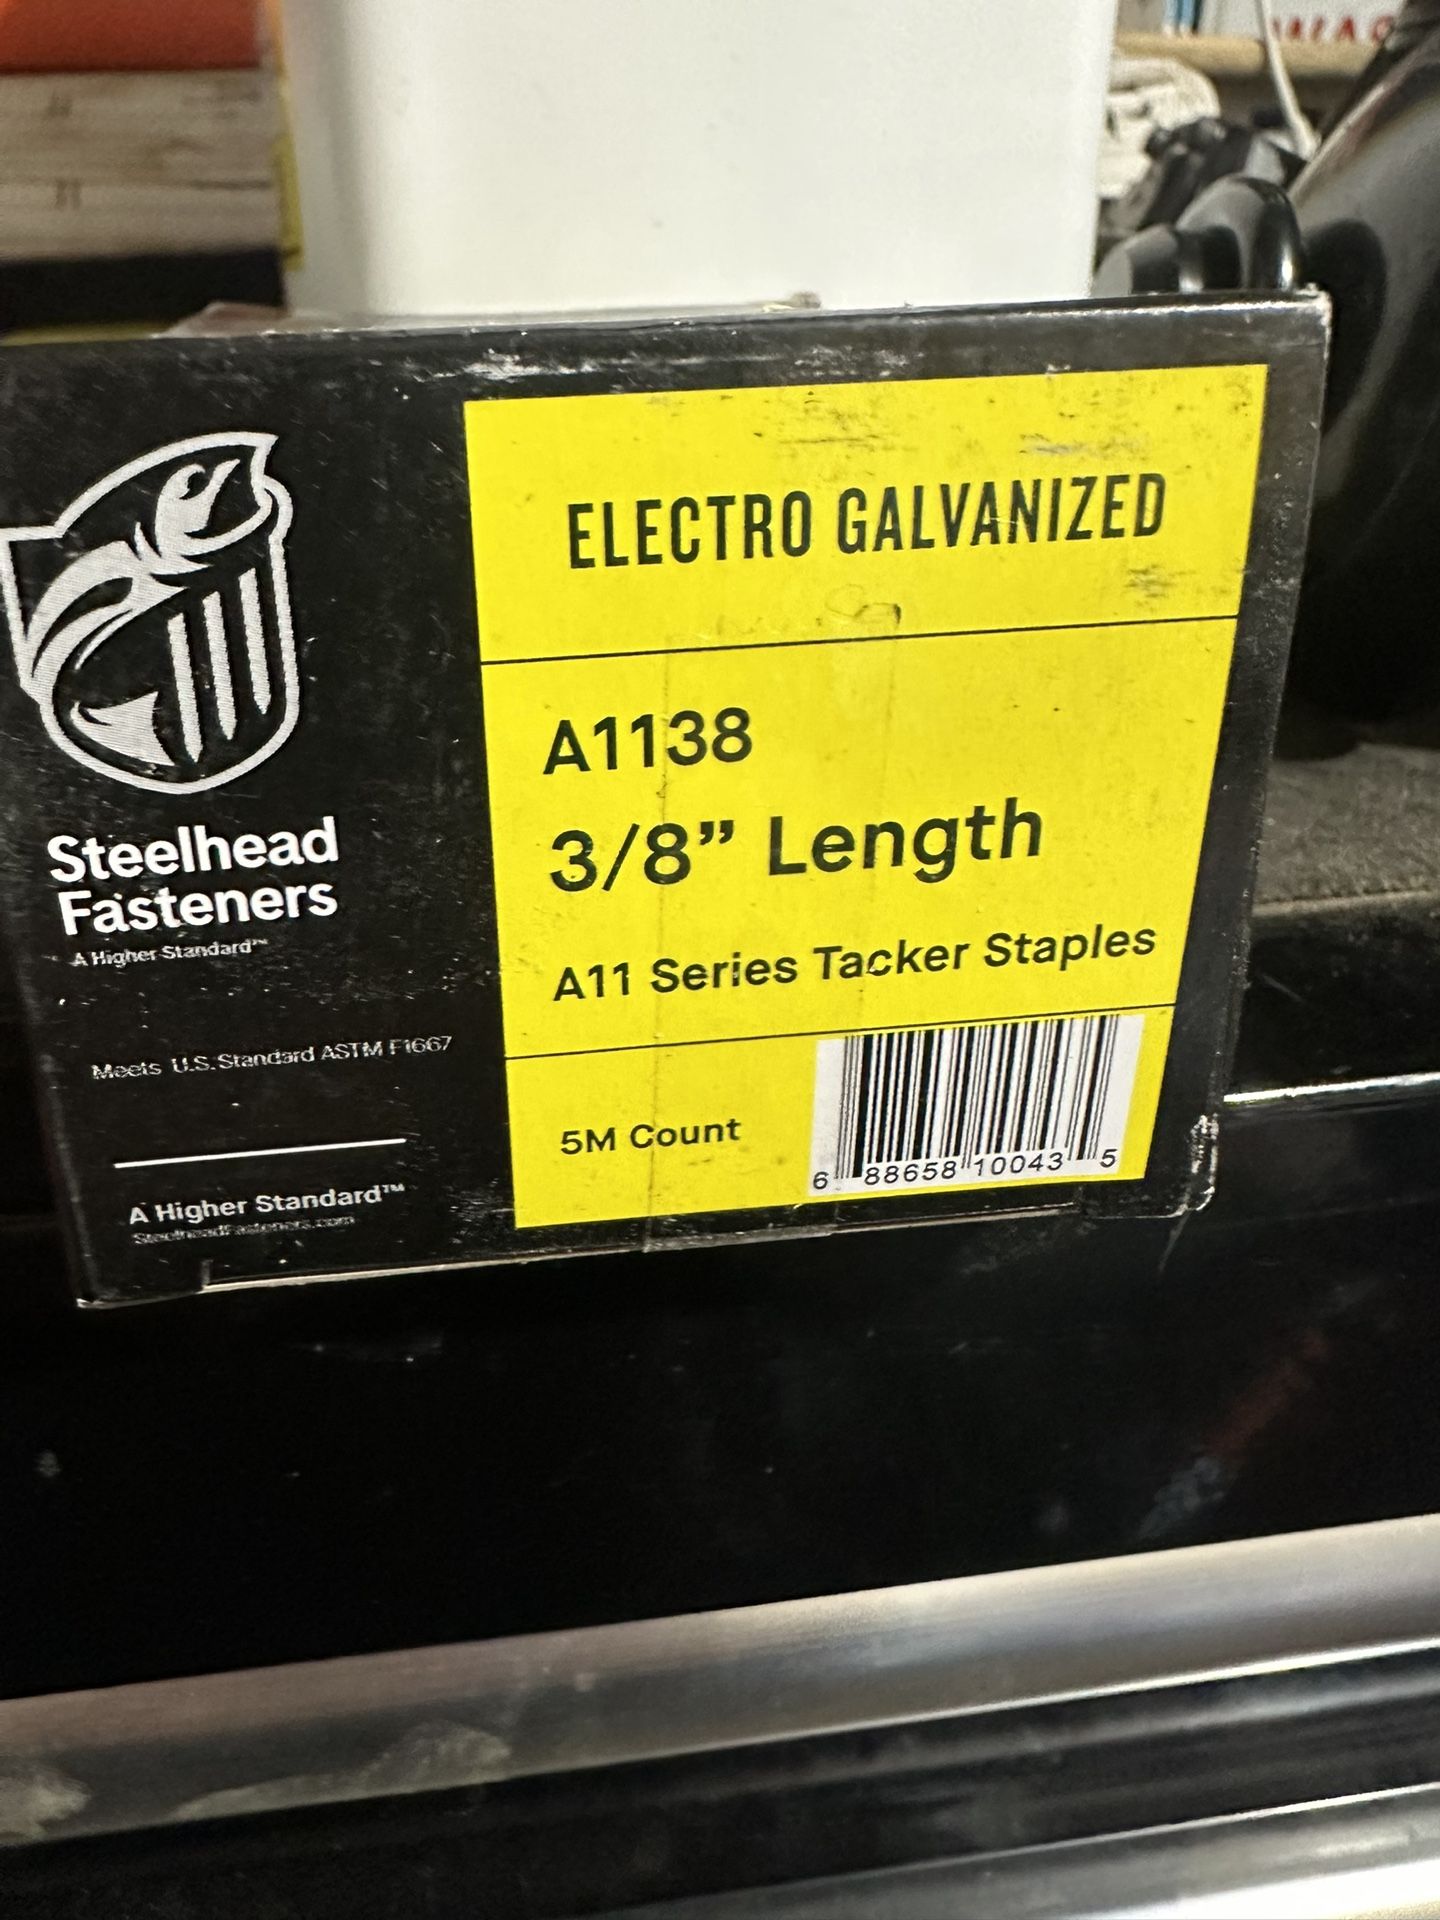 ELECTRO GALVANIZED
A1138
3/8” Length
A11 Series Tacker Staples
5M Count
6 88658 10043 5
Steelhead
Fasteners
A Higher Standard™
Meets U.S. Standard ASTM F1667
A Higher Standard™
SteelheadFasteners.com